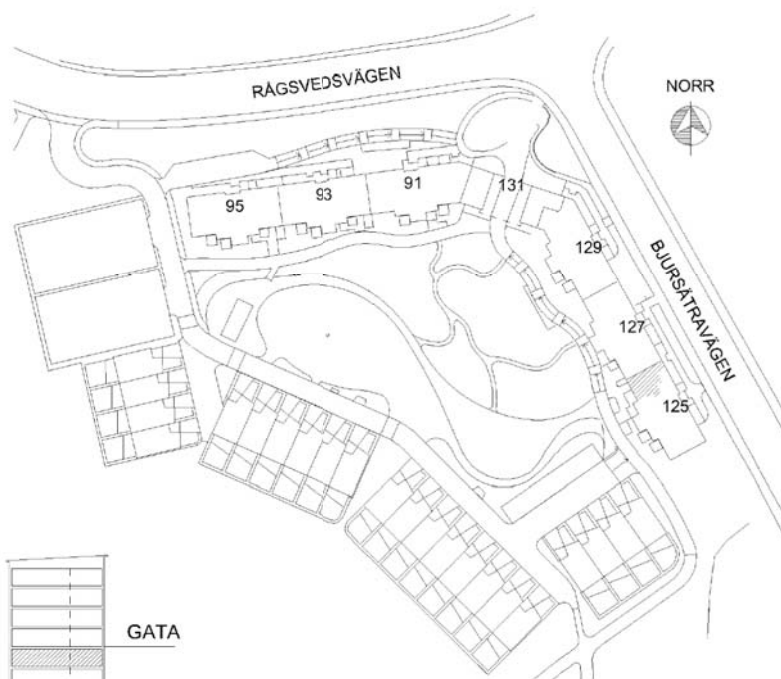 RÅGSVEDSVÄGEN
NORR
95
93
91
131
129
BJURSÄTRAVÄGEN
127
125
GATA